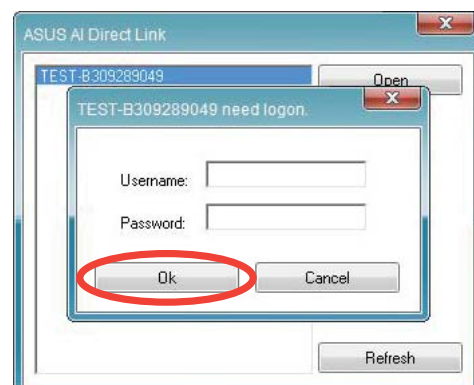 ASUS AI Direct Link
TEST-B309289049
Open
TEST-B309289049 need logon.
Username:
Password:
Ok
Cancel
Refresh